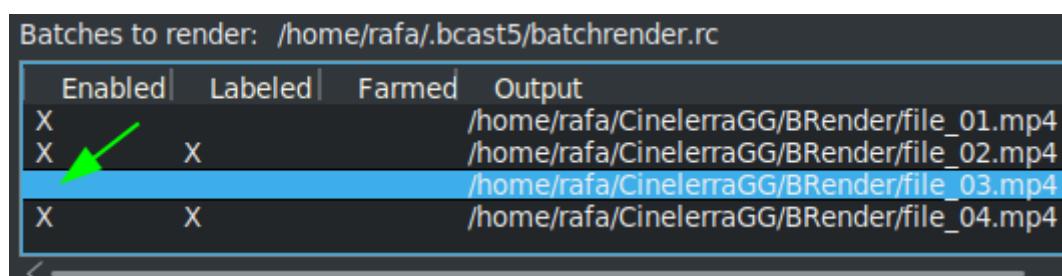 Batches to render: /home/rafa/.bcast5/batchrender.rc
Enabled Labeled Farmed Output
X /home/rafa/CinelerraGG/BRender/file_01.mp4
X X /home/rafa/CinelerraGG/BRender/file_02.mp4
/home/rafa/CinelerraGG/BRender/file_03.mp4
X X /home/rafa/CinelerraGG/BRender/file_04.mp4